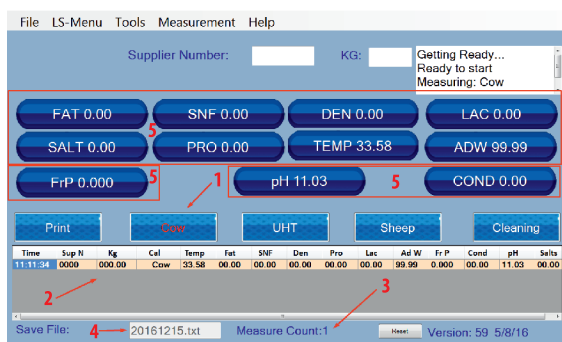 File LS-Menu Tools Measurement Help
Supplier Number: KG:
Getting Ready...
Ready to start
Measuring: Cow
FAT 0.00 SNF 0.00 DEN 0.00 LAC 0.00
5
SALT 0.00 PRO 0.00 TEMP 33.58 ADW 99.99
FrP 0.000 5 pH 11.03 5 COND 0.00
1
Print Cow UHT Sheep Cleaning
Time Sup N Kg Cal Temp Fat SNF Den Pro Lac Ad W Fr P Cond pH Salts
11:11:34 0000 000.00 Cow 33.58 00.00 00.00 00.00 00.00 00.00 99.99 0.000 00.00 11.03 00.00
2 3
Save File: 4 20161215.txt Measure Count:1 Reset Version: 59 5/8/16